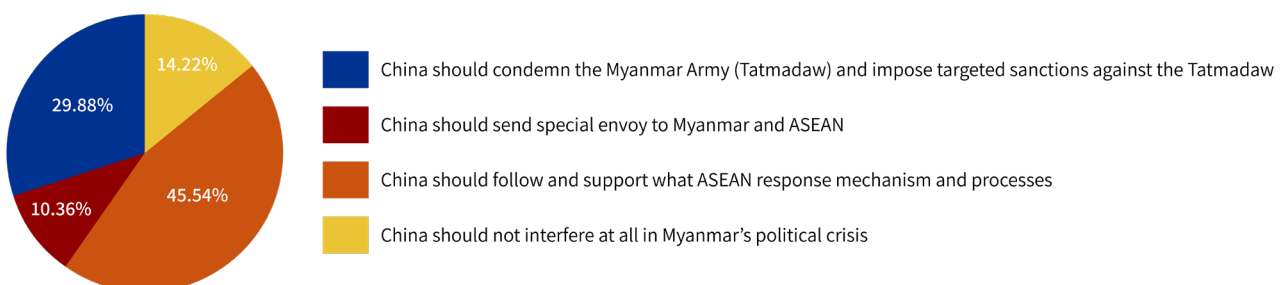 14.22%
29.88%
10.36%
45.54%
China should condemn the Myanmar Army (Tatmadaw) and impose targeted sanctions against the Tatmadaw
China should send special envoy to Myanmar and ASEAN
China should follow and support what ASEAN response mechanism and processes
China should not interfere at all in Myanmar’s political crisis